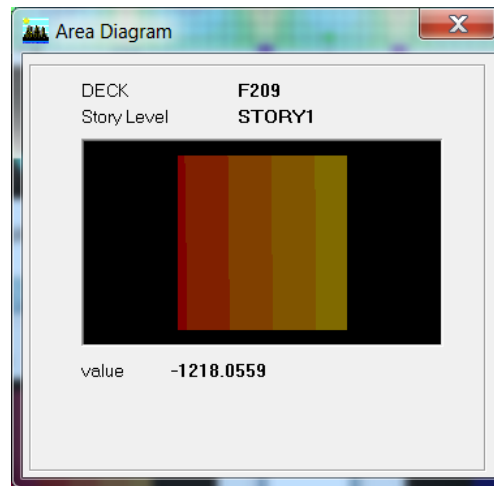 Area Diagram
DECK F209
Story Level STORY1
value -1218.0559